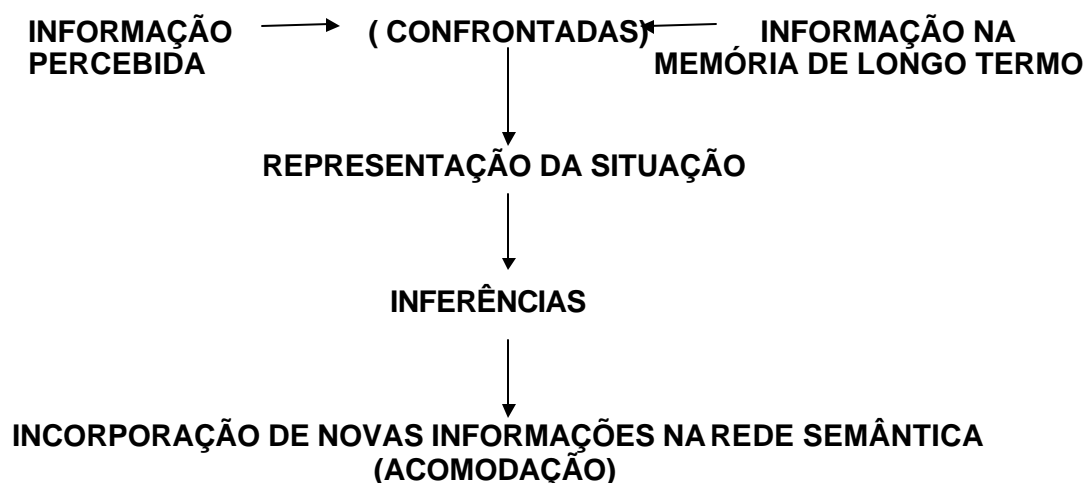 INFORMAÇÃO
PERCEBIDA
( CONFRONTADAS)
INFORMAÇÃO NA
MEMÓRIA DE LONGO TERMO
REPRESENTAÇÃO DA SITUAÇÃO
INFERÊNCIAS
INCORPORAÇÃO DE NOVAS INFORMAÇÕES NA REDE SEMÂNTICA
(ACOMODAÇÃO)